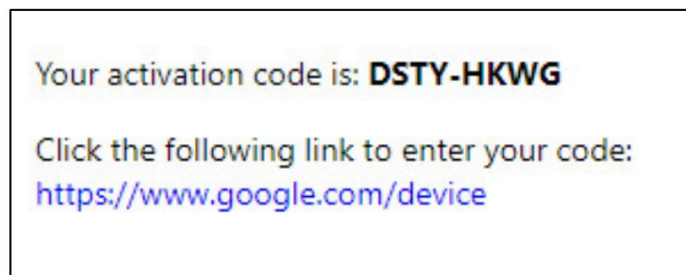 Your activation code is: DSTY-HKWG
Click the following link to enter your code:
https://www.google.com/device